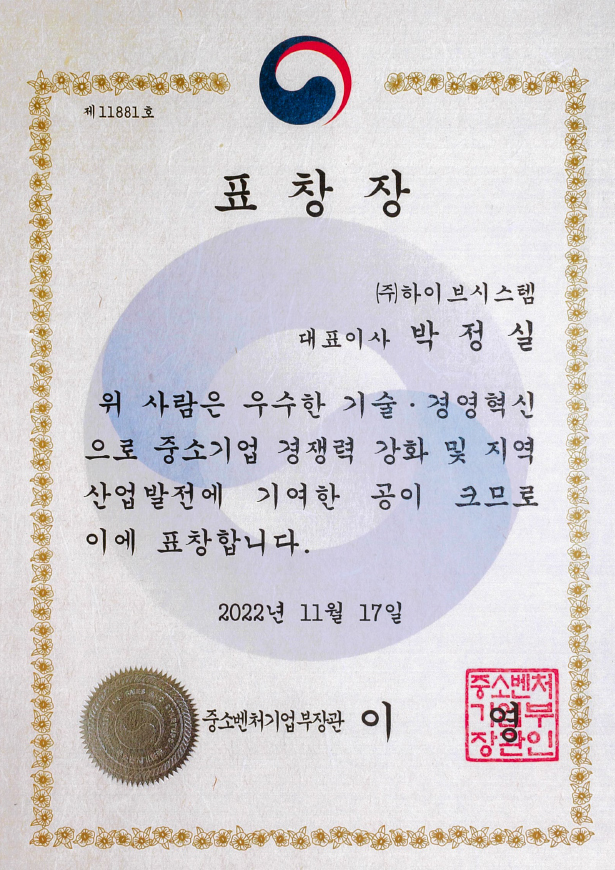 제11881호
표 창 장
㈜하이브시스템
대표이사 박 정 실
위 사람은 우수한 기술·경영혁신
으로 중소기업 경쟁력 강화 및 지역
산업발전에 기여한 공이 크므로
이에 표창합니다.
2022년 11월 17일
중소벤처기업부장관 이 영
중소벤처
기업부
장관인